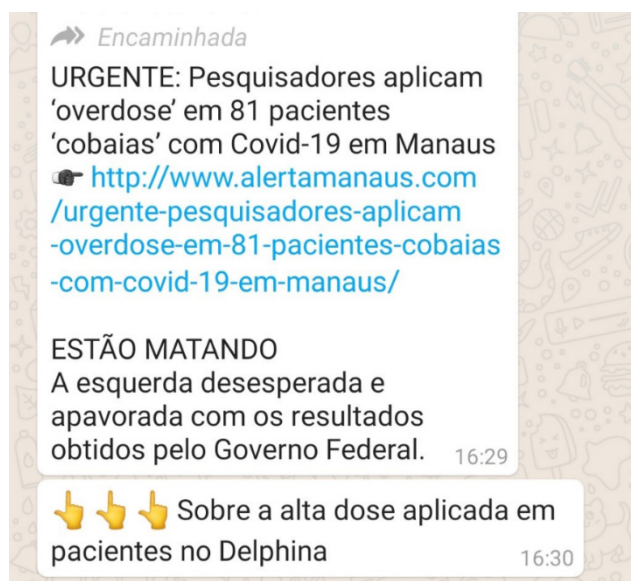 Encaminhada
URGENTE: Pesquisadores aplicam
‘overdose’ em 81 pacientes
‘cobaias’ com Covid-19 em Manaus
http://www.alertamanaus.com
/urgente-pesquisadores-aplicam
-overdose-em-81-pacientes-cobaias
-com-covid-19-em-manaus/
ESTÃO MATANDO
A esquerda desesperada e
apavorada com os resultados
obtidos pelo Governo Federal. 16:29
Sobre a alta dose aplicada em
pacientes no Delphina 16:30